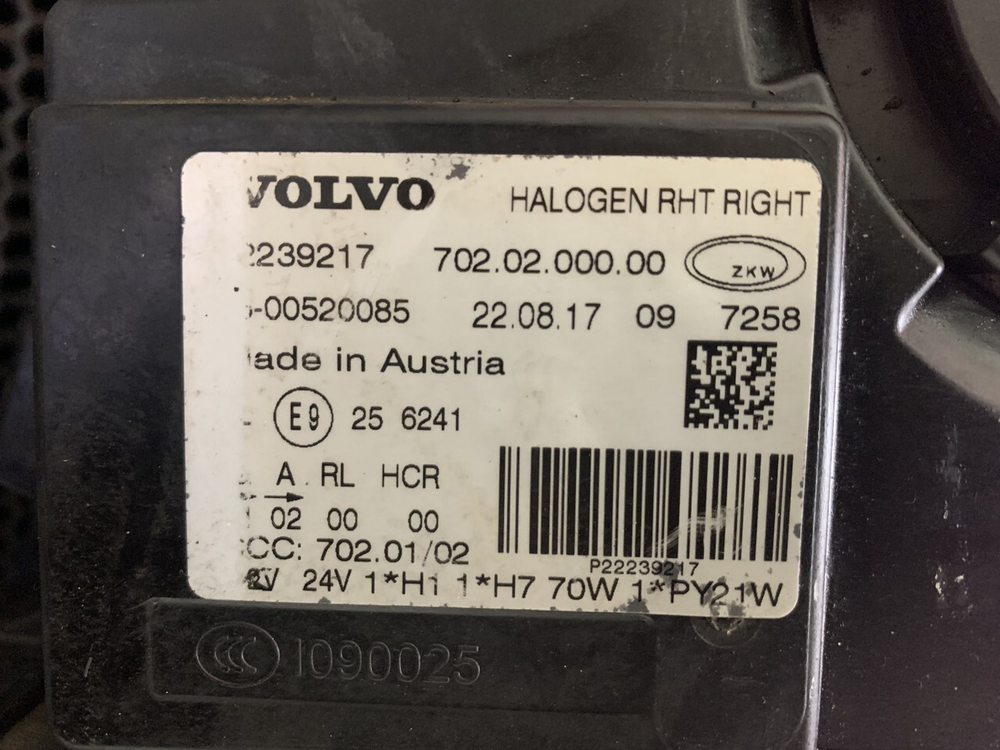 VOLVO HALOGEN RHT RIGHT
2239217 702.02.000.00 ZKW
-00520085 22.08.17 09 7258
ade in Austria
E9 25 6241
A RL HCR
02 00 00
CC: 702.01/02
P22239217
24V 1*H1 1*H7 70W 1*PY21W
CCC 1090025